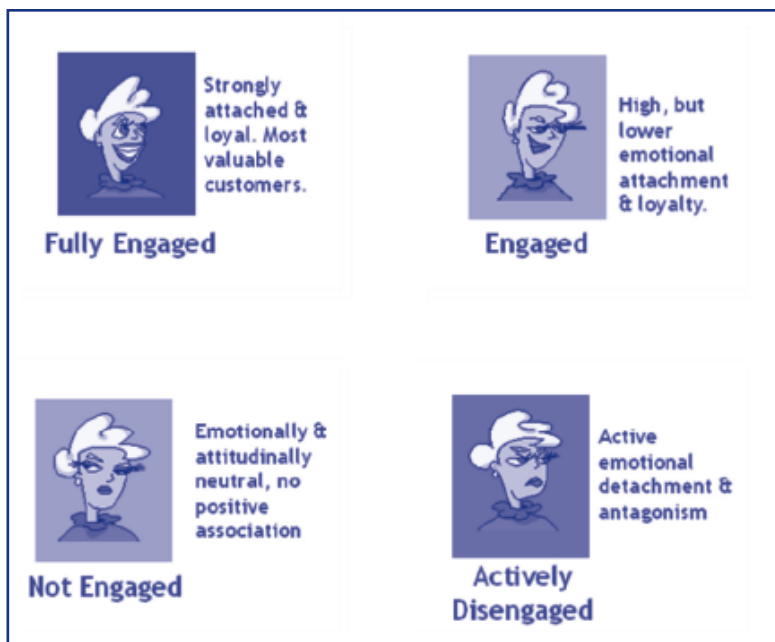 Strongly
attached &
loyal. Most
valuable
customers.
Fully Engaged
High, but
lower
emotional
attachment
& loyalty.
Engaged
Emotionally &
attitudinally
neutral, no
positive
association
Not Engaged
Active
emotional
detachment &
antagonism
Actively
Disengaged